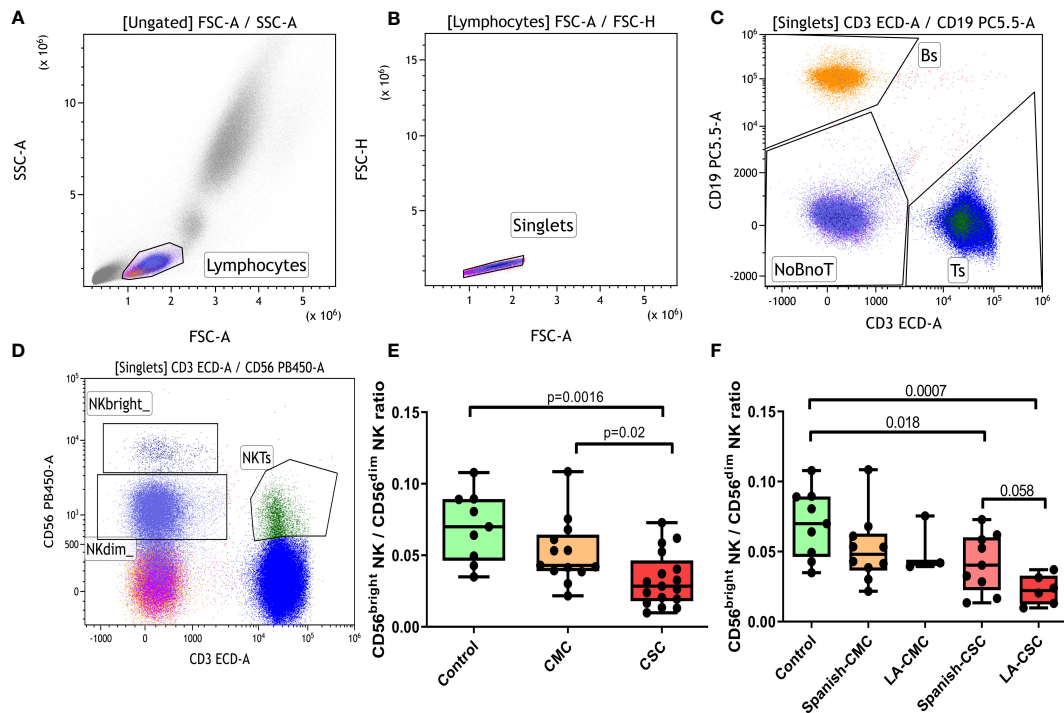 A
[Ungated] FSC-A / SSC-A
(x 10⁶)
SSC-A
10
5
1
2
3
4
5
(x 10⁶)
Lymphocytes
FSC-A
B
[Lymphocytes] FSC-A / FSC-H
(x 10⁶)
FSC-H
15
10
5
1
2
3
4
5
(x 10⁶)
Singlets
FSC-A
C
[Singlets] CD3 ECD-A / CD19 PC5.5-A
CD19 PC5.5-A
10⁶
10⁵
10⁴
2000
0
-2000
Bs
NoBnoT
Ts
-1000
0
1000
10⁴
10⁵
10⁶
CD3 ECD-A
D
[Singlets] CD3 ECD-A / CD56 PB450-A
CD56 PB450-A
10⁵
10⁴
10³
500
0
NKbright_
NKTs
NKdim_
-1000
0
1000
10⁴
10⁵
10⁶
CD3 ECD-A
E
CD56bright NK / CD56dim NK ratio
0.15
0.10
0.05
0.00
p=0.0016
p=0.02
Control
CMC
CSC
F
CD56bright NK / CD56dim NK ratio
0.15
0.10
0.05
0.00
0.0007
0.018
0.058
Control
Spanish-CMC
LA-CMC
Spanish-CSC
LA-CSC